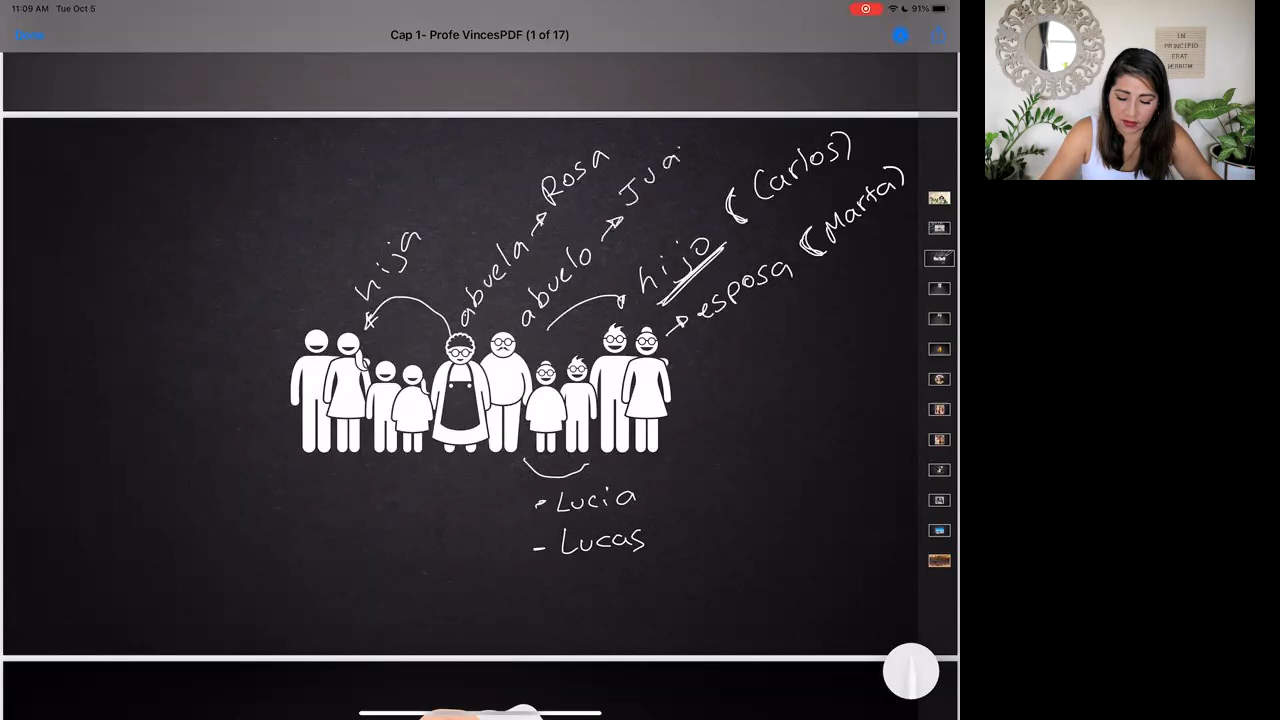 11:09 AM Tue Oct 5
91%
Done
Cap 1- Profe VincesPDF (1 of 17)
IN
PRINCIPIO
ERAT
VERBUM
hija
abuela → Rosa
abuelo → Jua
hijo (Carlos)
→ esposa (Marta)
- Lucia
- Lucas